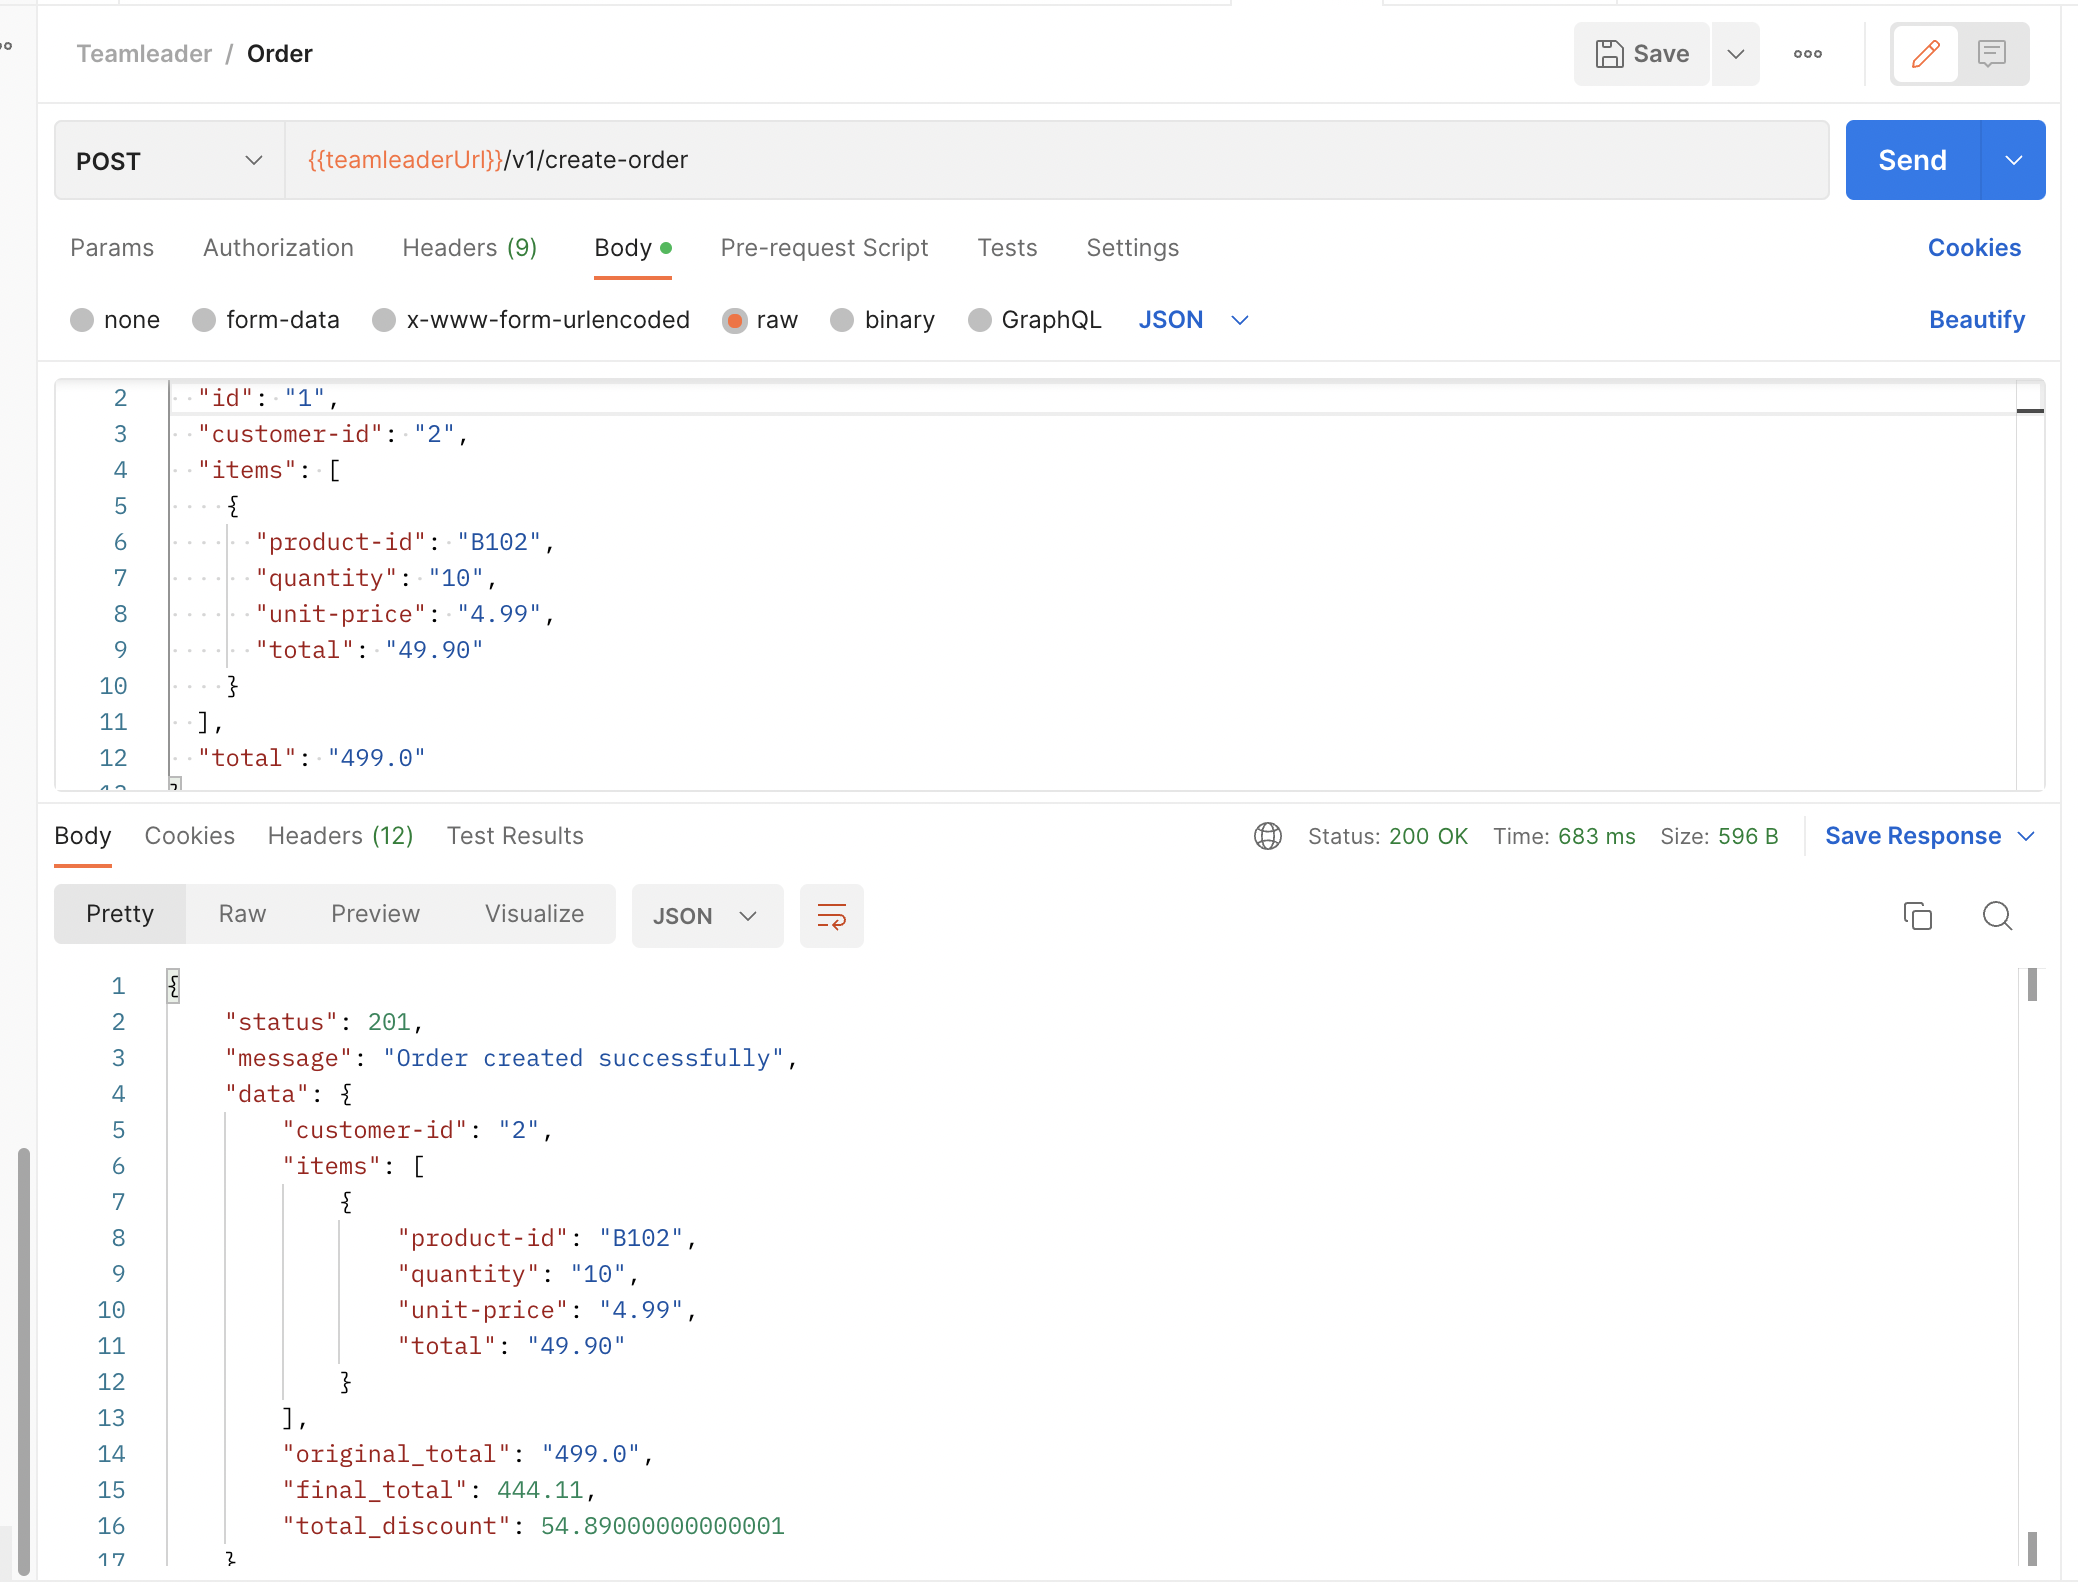 Teamleader / Order
Save
POST {{teamleaderUrl}}/v1/create-order Send
Params Authorization Headers (9) Body Pre-request Script Tests Settings Cookies
none form-data x-www-form-urlencoded raw binary GraphQL JSON Beautify
2 "id": "1",
3 "customer-id": "2",
4 "items": [
5 {
6 "product-id": "B102",
7 "quantity": "10",
8 "unit-price": "4.99",
9 "total": "49.90"
10 }
11 ],
12 "total": "499.0"
13 }
Body Cookies Headers (12) Test Results Status: 200 OK Time: 683 ms Size: 596 B Save Response
Pretty Raw Preview Visualize JSON
1 {
2 "status": 201,
3 "message": "Order created successfully",
4 "data": {
5 "customer-id": "2",
6 "items": [
7 {
8 "product-id": "B102",
9 "quantity": "10",
10 "unit-price": "4.99",
11 "total": "49.90"
12 }
13 ],
14 "original_total": "499.0",
15 "final_total": 444.11,
16 "total_discount": 54.89000000000001
17 }